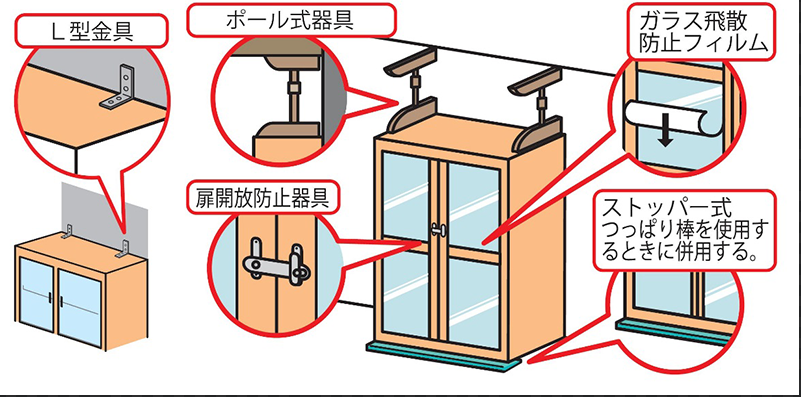 L型金具
ポール式器具
ガラス飛散
防止フィルム
扉開放防止器具
ストッパー式
つっぱり棒を使用す
るときに併用する。